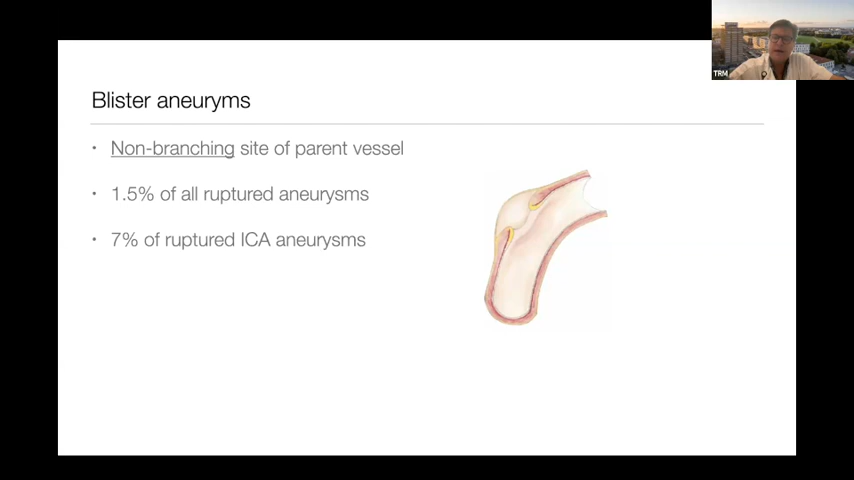 TRM
Blister aneuryms
• Non-branching site of parent vessel
• 1.5% of all ruptured aneurysms
• 7% of ruptured ICA aneurysms